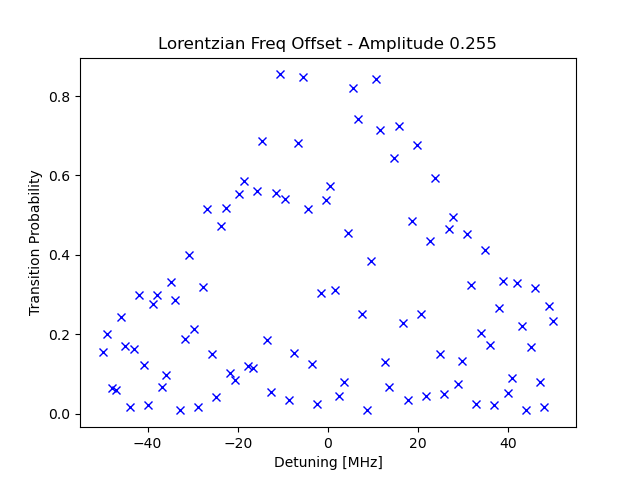 Lorentzian Freq Offset - Amplitude 0.255
Transition Probability
0.8
0.6
0.4
0.2
0.0
−40 −20 0 20 40
Detuning [MHz]